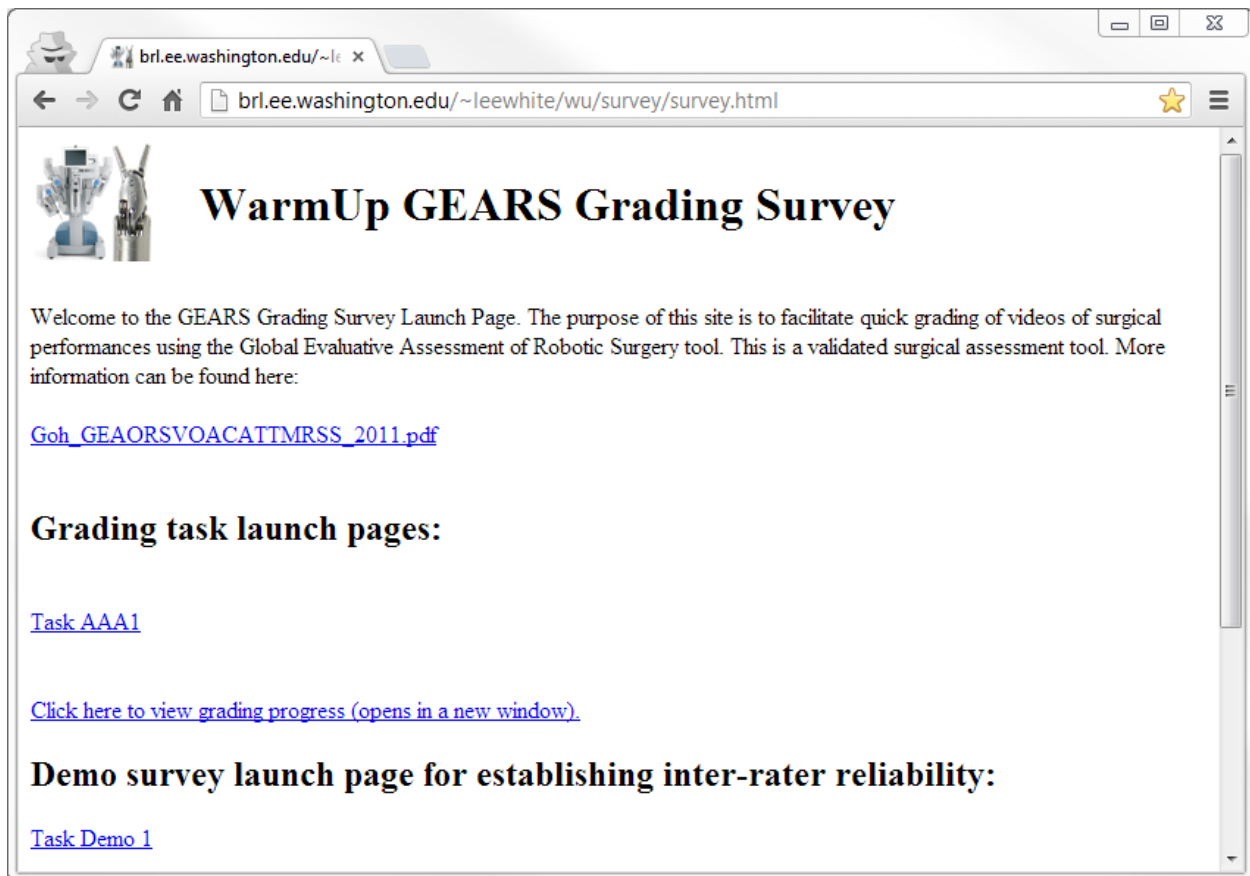 brl.ee.washington.edu/~le
brl.ee.washington.edu/~leewhite/wu/survey/survey.html
WarmUp GEARS Grading Survey
Welcome to the GEARS Grading Survey Launch Page. The purpose of this site is to facilitate quick grading of videos of surgical
performances using the Global Evaluative Assessment of Robotic Surgery tool. This is a validated surgical assessment tool. More
information can be found here:
Goh_GEAORSVOACATTMRSS_2011.pdf
Grading task launch pages:
Task AAA1
Click here to view grading progress (opens in a new window).
Demo survey launch page for establishing inter-rater reliability:
Task Demo 1